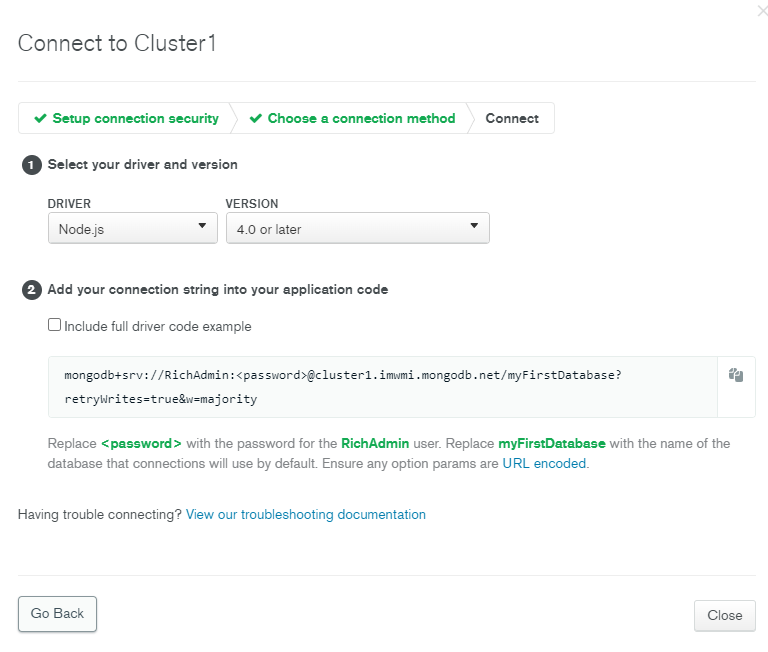 Connect to Cluster1
Setup connection security
Choose a connection method
Connect
1 Select your driver and version
DRIVER
VERSION
Node.js
4.0 or later
2 Add your connection string into your application code
Include full driver code example
mongodb+srv://RichAdmin:<password>@cluster1.imwmi.mongodb.net/myFirstDatabase?
retryWrites=true&w=majority
Replace <password> with the password for the RichAdmin user. Replace myFirstDatabase with the name of the
database that connections will use by default. Ensure any option params are URL encoded.
Having trouble connecting? View our troubleshooting documentation
Go Back
Close